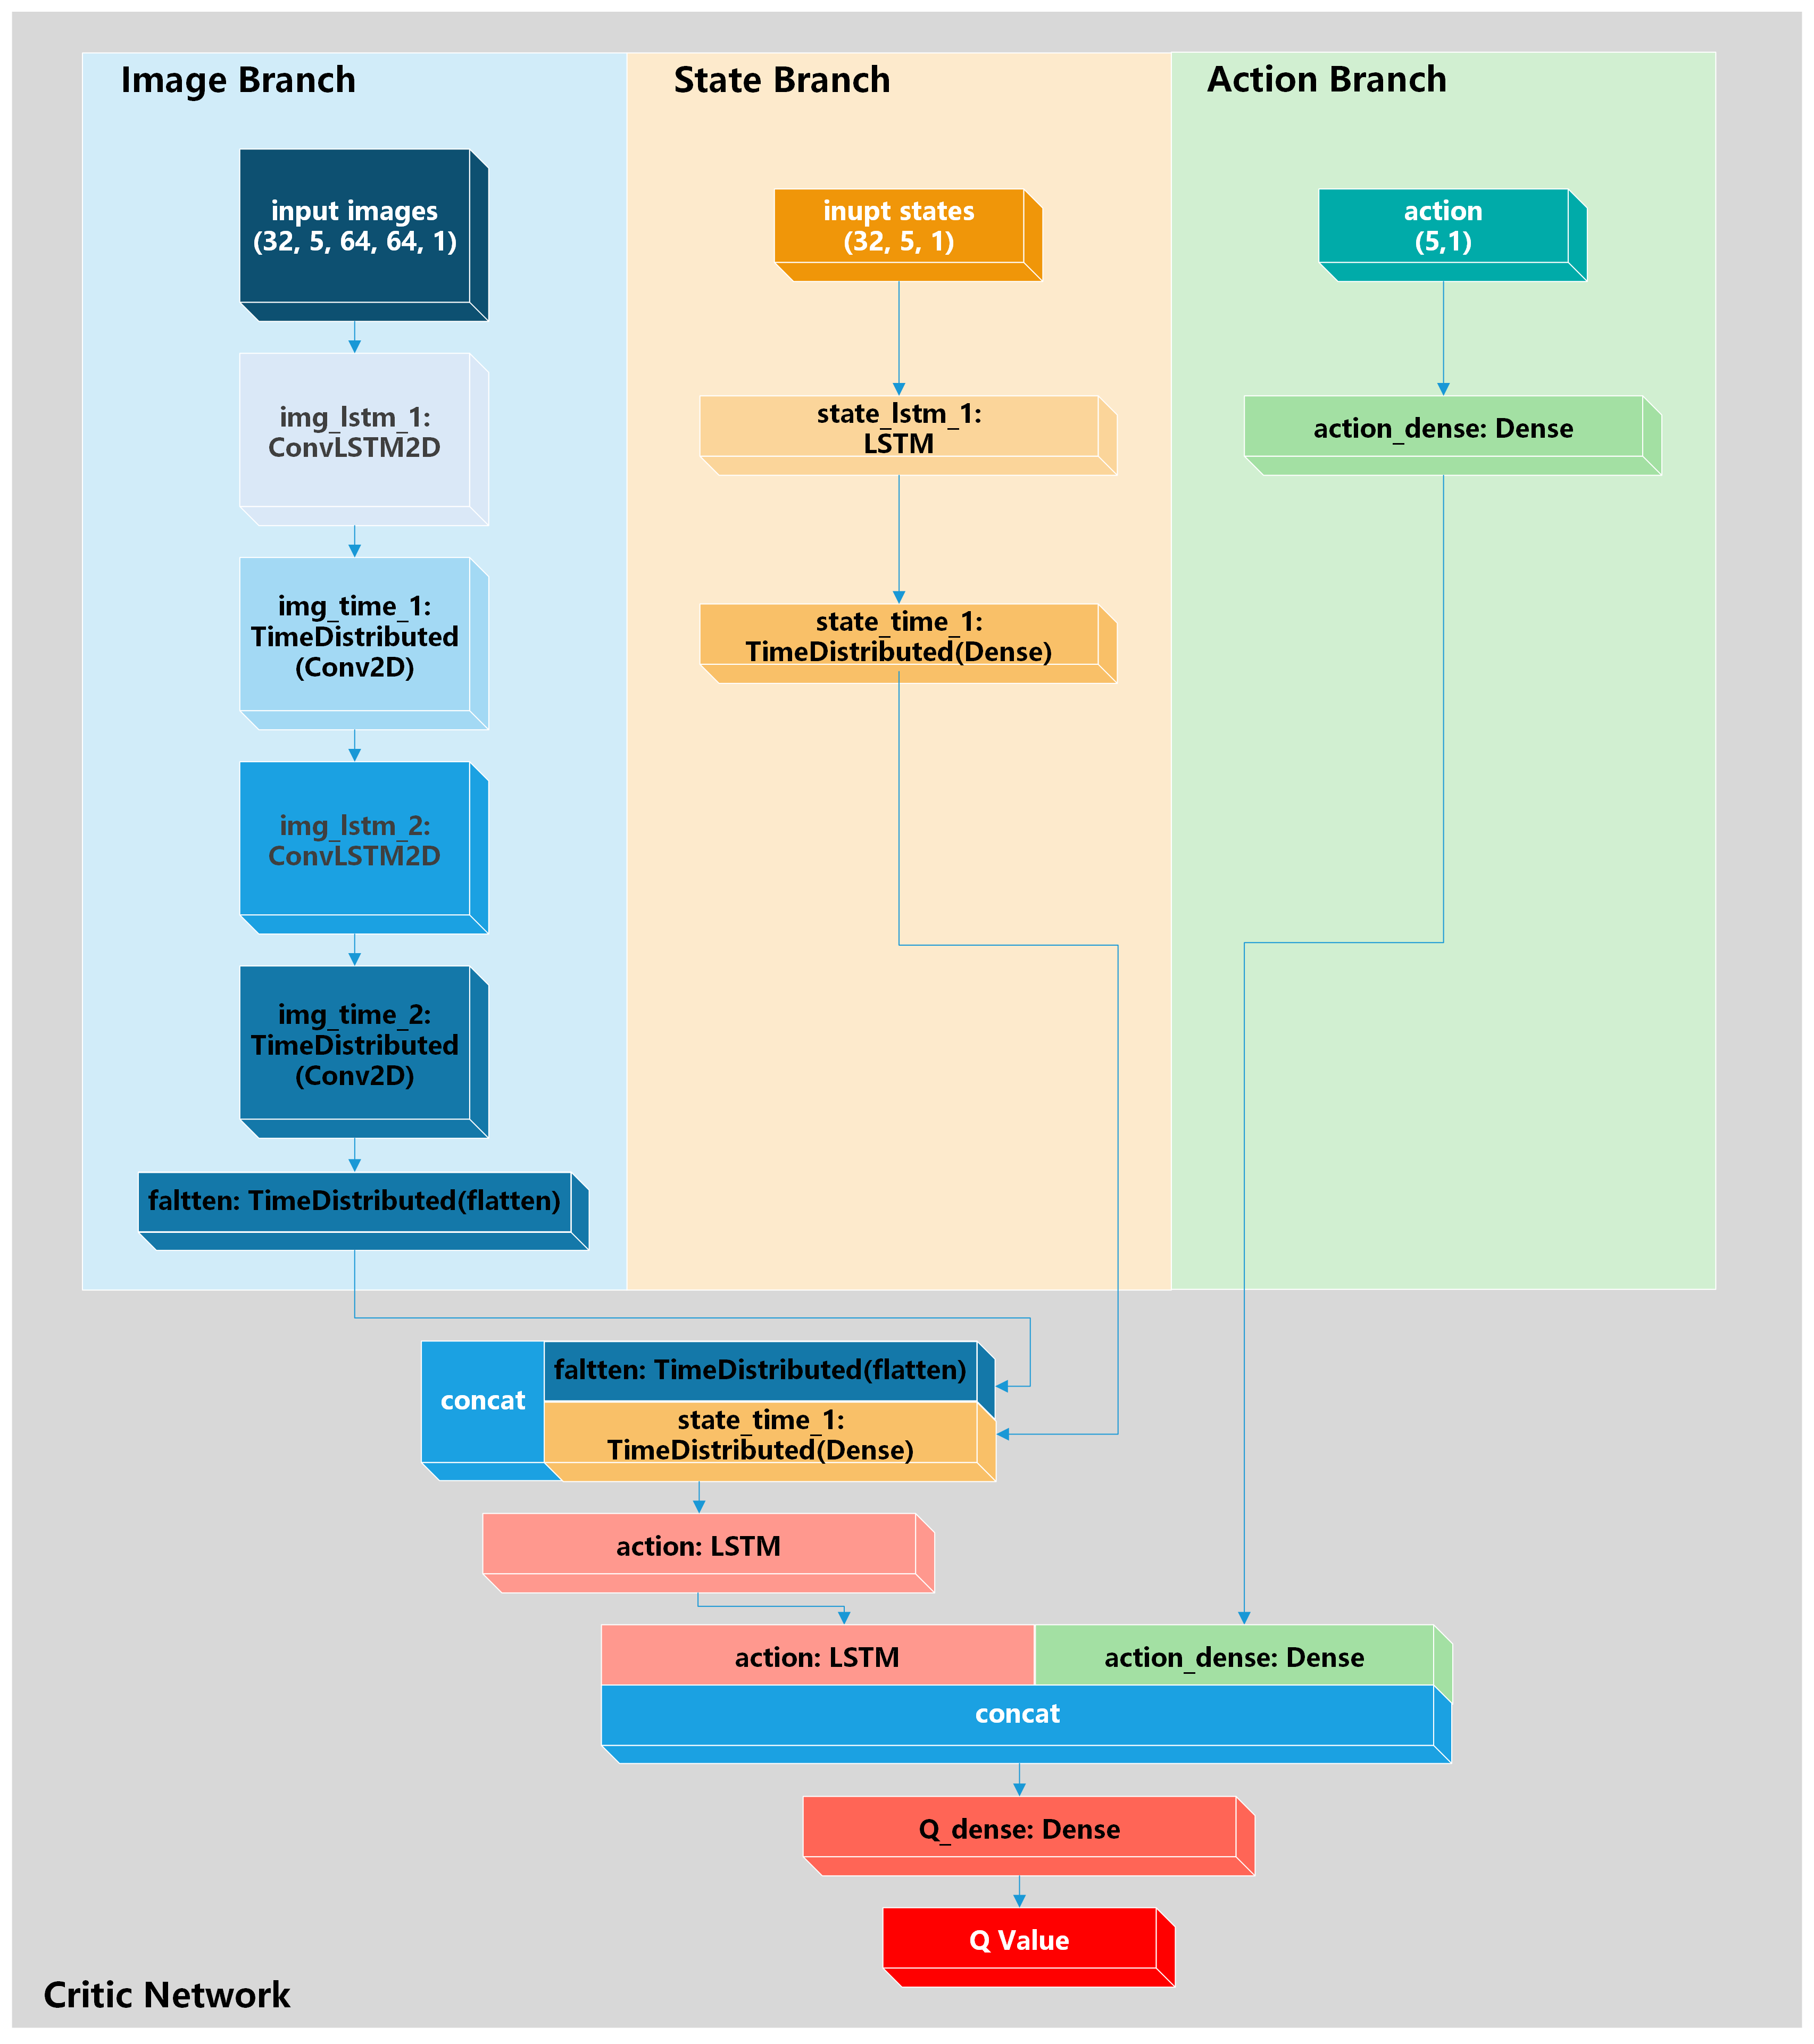 Image Branch
input images
(32, 5, 64, 64, 1)
img_lstm_1:
ConvLSTM2D
img_time_1:
TimeDistributed
(Conv2D)
img_lstm_2:
ConvLSTM2D
img_time_2:
TimeDistributed
(Conv2D)
faltten: TimeDistributed(flatten)
State Branch
inupt states
(32, 5, 1)
state_lstm_1:
LSTM
state_time_1:
TimeDistributed(Dense)
Action Branch
action
(5,1)
action_dense: Dense
concat
faltten: TimeDistributed(flatten)
state_time_1:
TimeDistributed(Dense)
action: LSTM
action: LSTM
action_dense: Dense
concat
Q_dense: Dense
Q Value
Critic Network